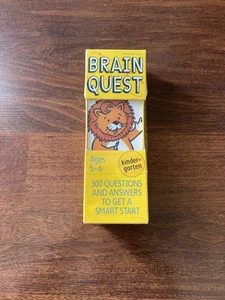 BRAIN
QUEST
Ages
5-6
kinder-
garten
300 QUESTIONS
AND ANSWERS
TO GET A
SMART START